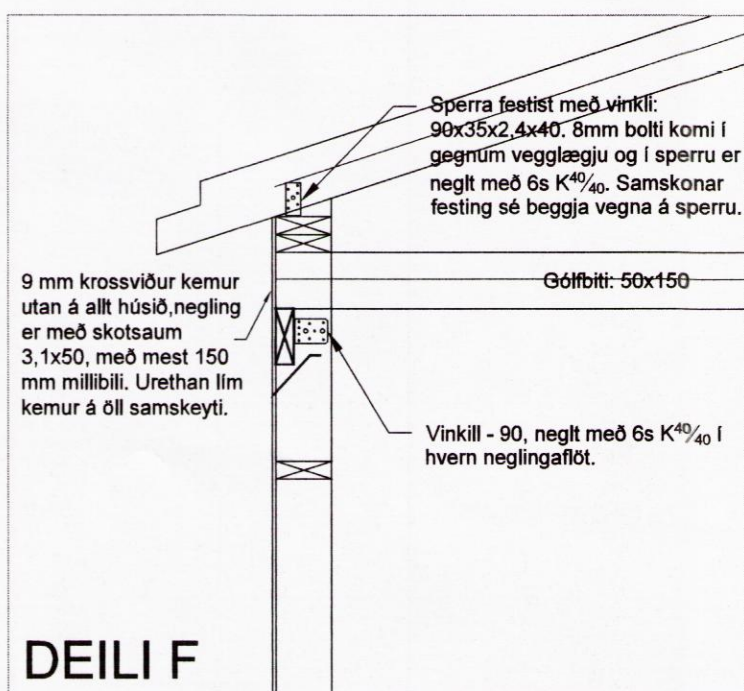 Sperra festist með vinkli:
90x35x2,4x40. 8mm bolti komi í
gegnum vegglægju og í sperru er
neglt með 6s K40/40. Samskonar
festing sé beggja vegna á sperru.
9 mm krossviður kemur
utan á allt húsið,negling
er með skotsaum
3,1x50, með mest 150
mm millibili. Urethan lím
kemur á öll samskeyti.
Gólfbiti: 50x150
Vinkill - 90, neglt með 6s K40/40 í
hvern neglingaflöt.
DEILI F